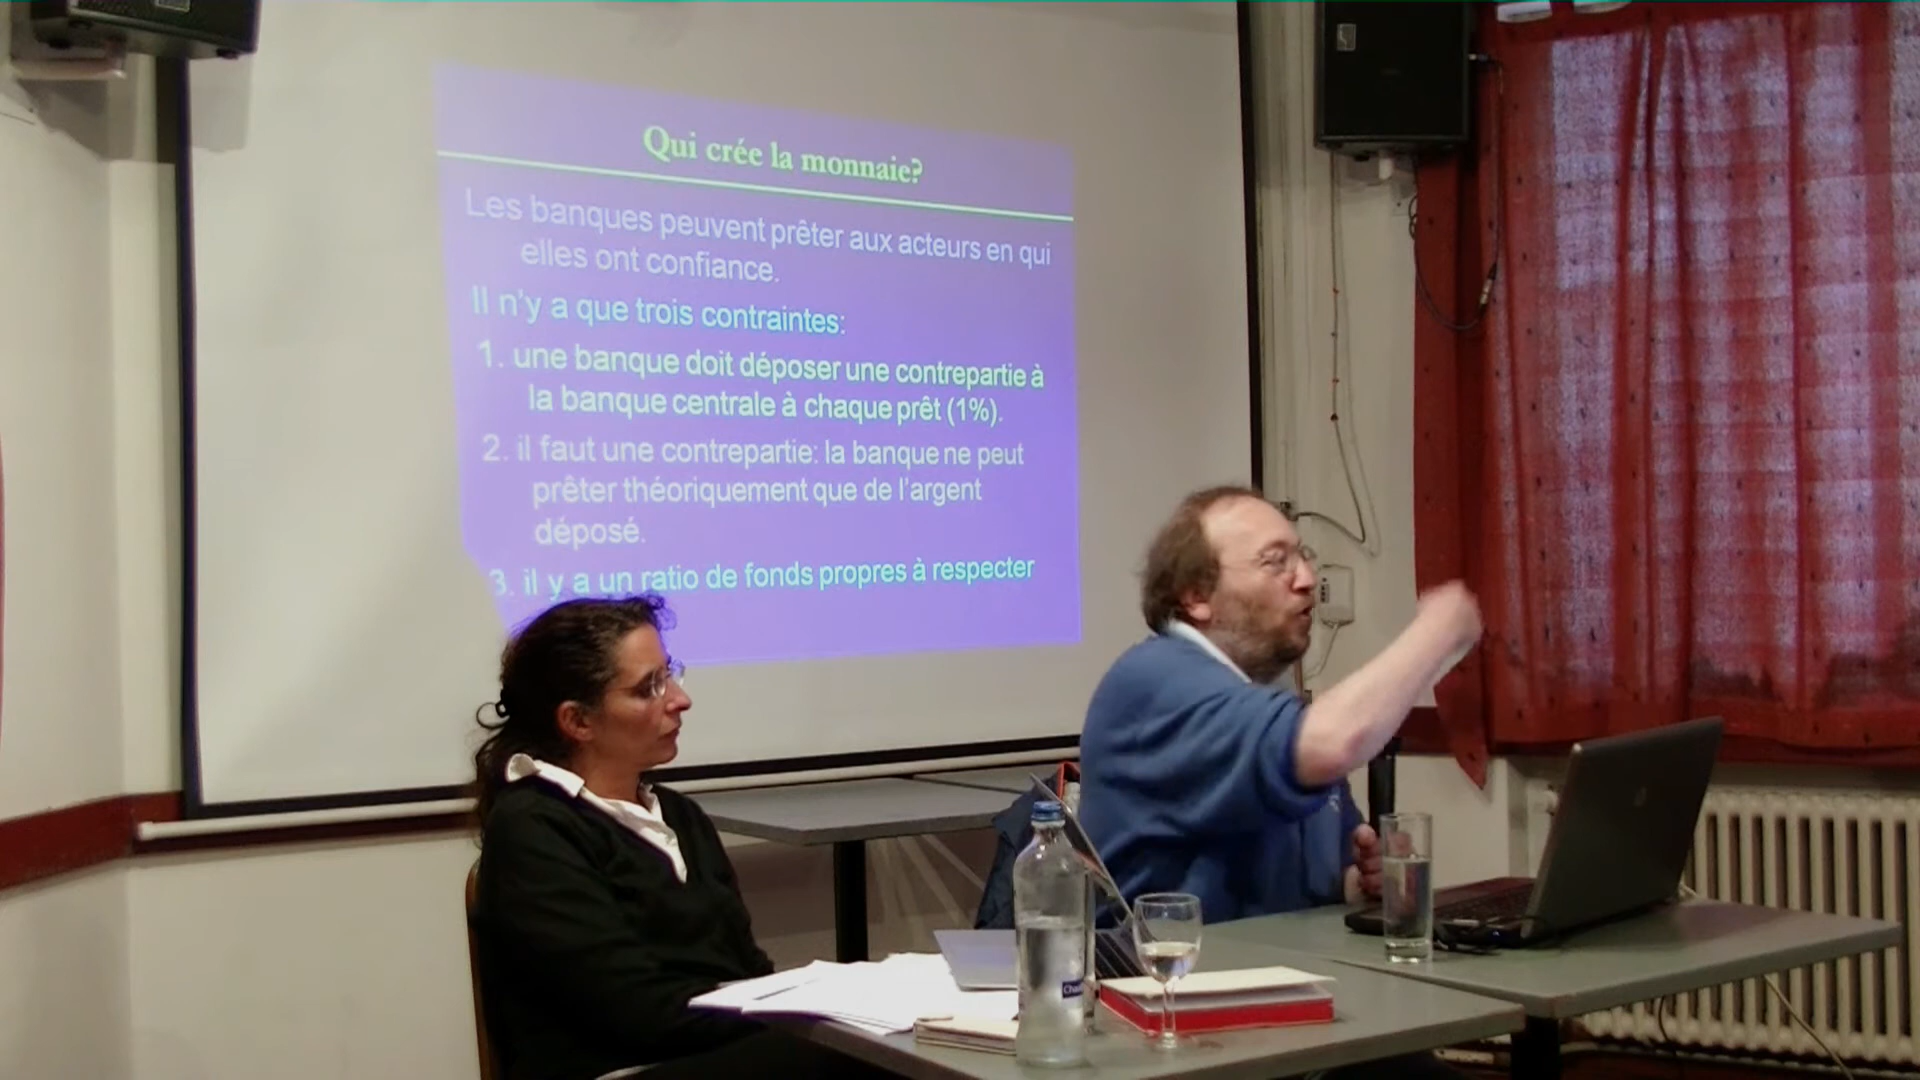 Qui crée la monnaie?
Les banques peuvent prêter aux acteurs en qui
elles ont confiance.
Il n'y a que trois contraintes:
1. une banque doit déposer une contrepartie à
la banque centrale à chaque prêt (1%).
2. il faut une contrepartie: la banque ne peut
prêter théoriquement que de l'argent
déposé.
3. il y a un ratio de fonds propres à respecter